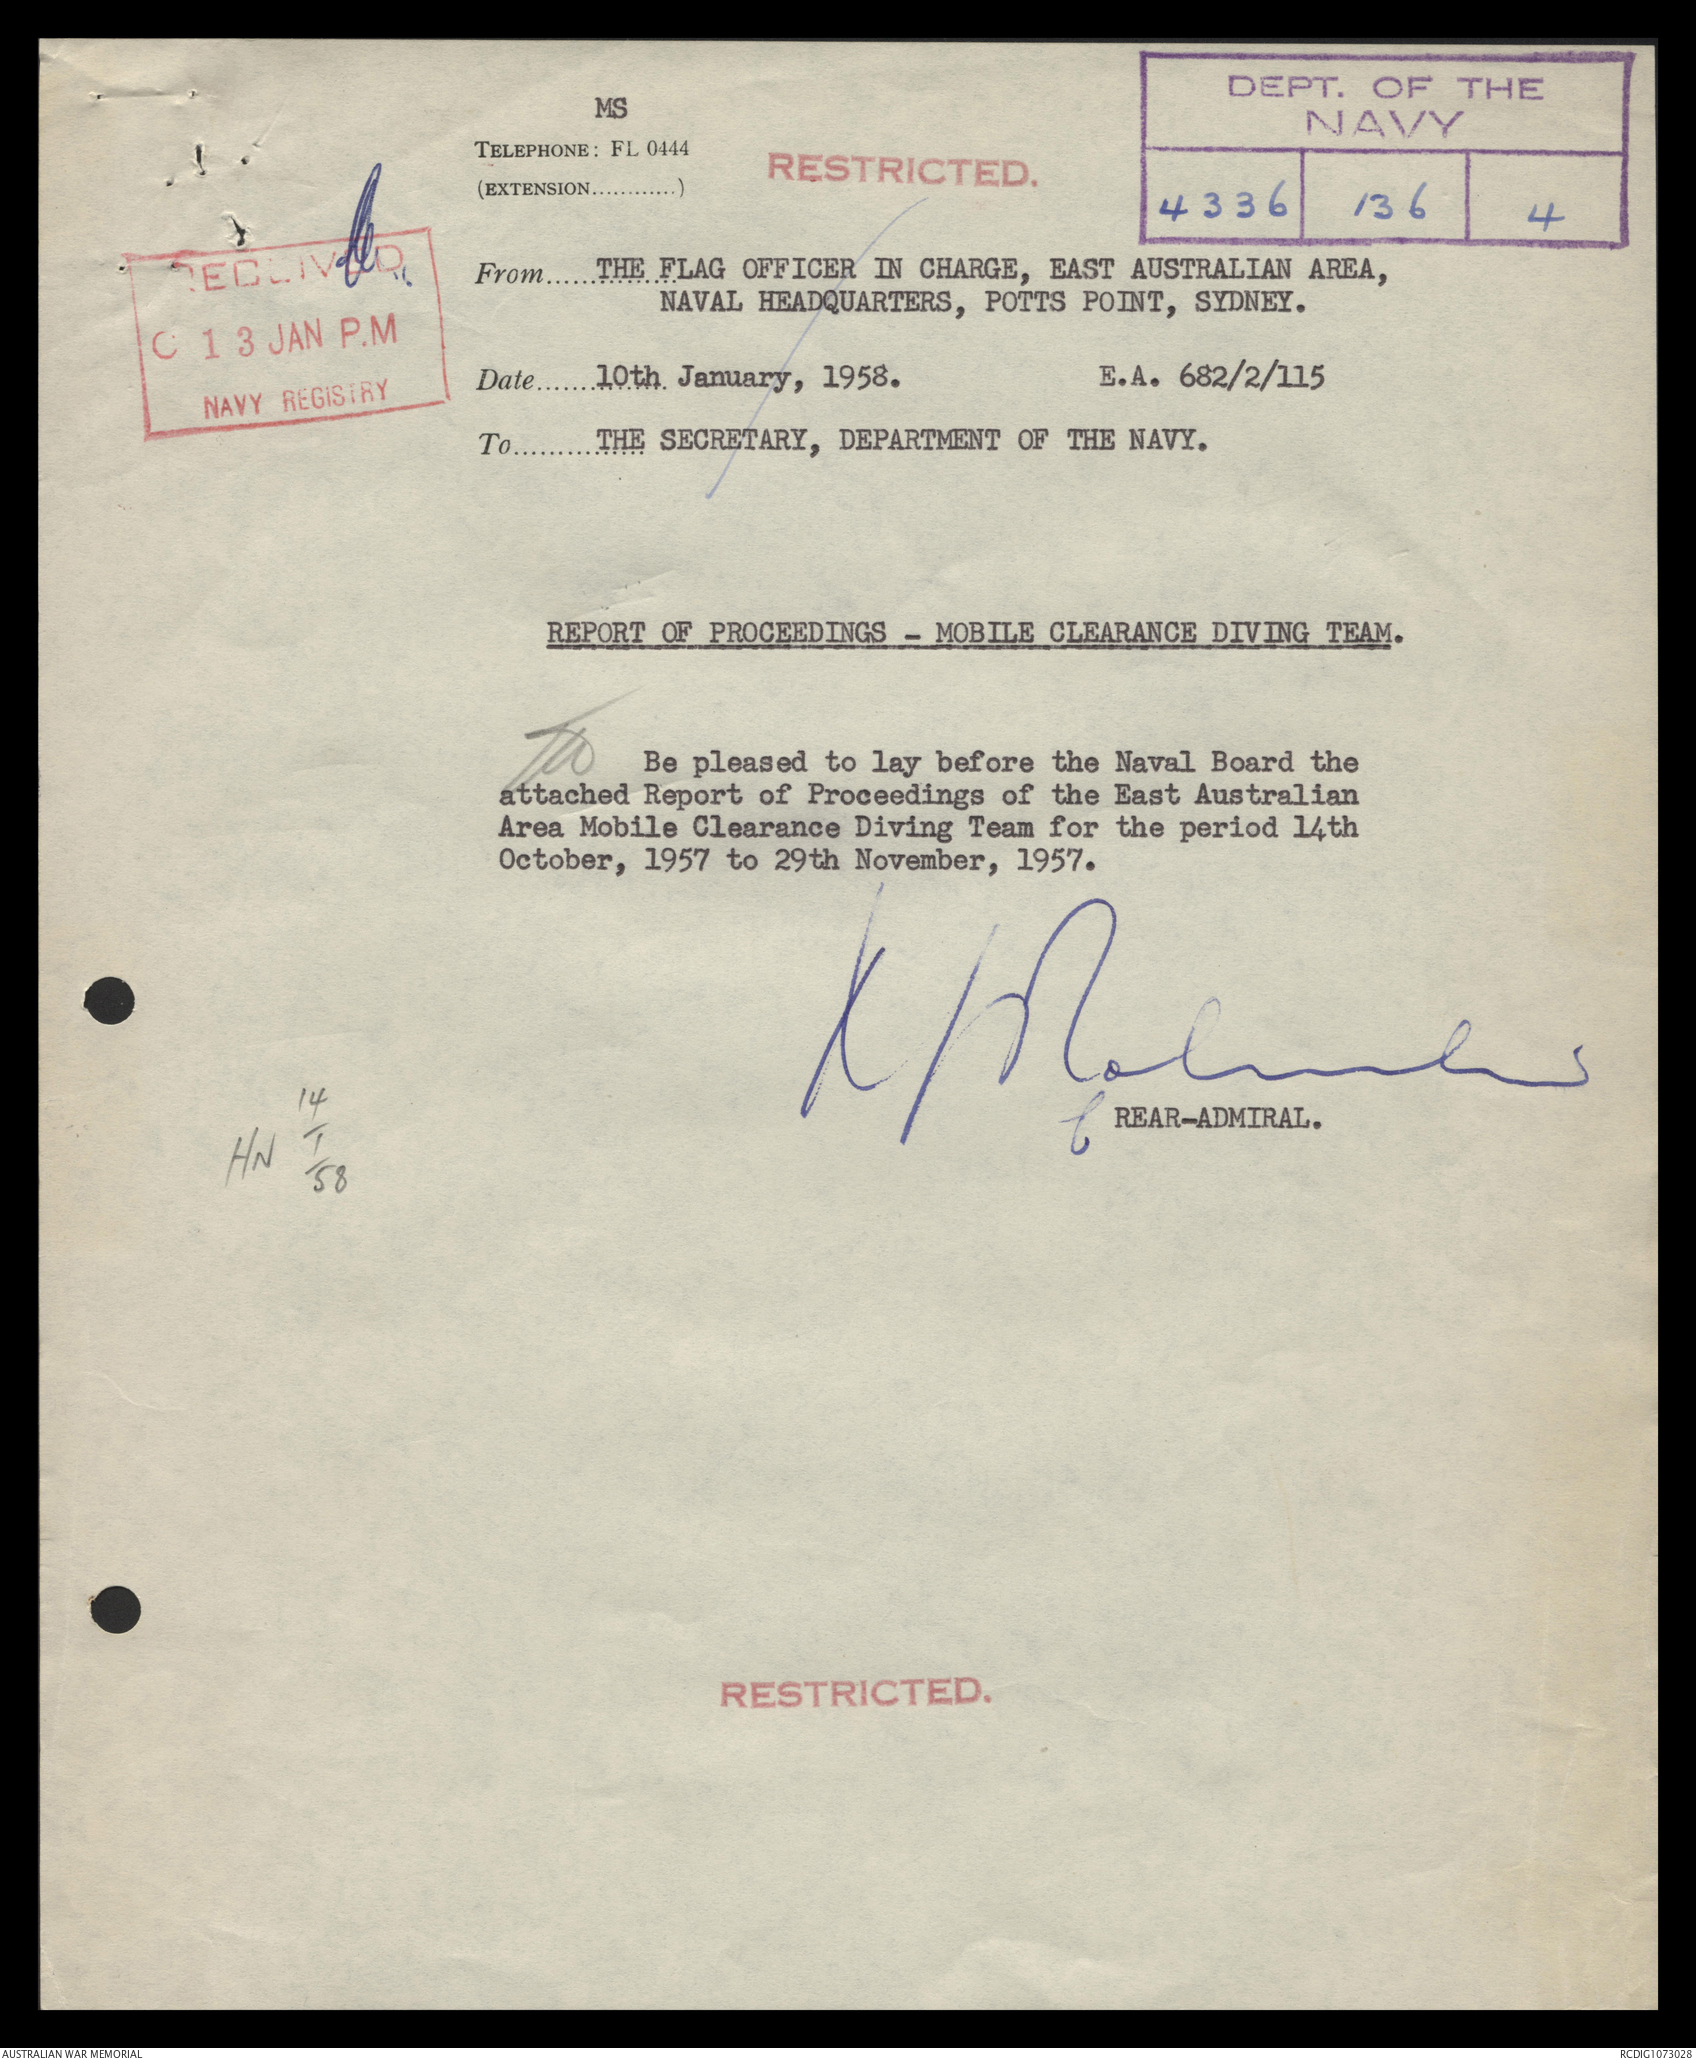 MS
TELEPHONE: FL 0444
(EXTENSION............)
RESTRICTED.
DEPT. OF THE
NAVY
4336 136 4
RECEIVED
13 JAN P.M
NAVY REGISTRY
From...............THE FLAG OFFICER IN CHARGE, EAST AUSTRALIAN AREA,
NAVAL HEADQUARTERS, POTTS POINT, SYDNEY.
Date...............10th January, 1958. E.A. 682/2/115
To...............THE SECRETARY, DEPARTMENT OF THE NAVY.
REPORT OF PROCEEDINGS - MOBILE CLEARANCE DIVING TEAM.
Be pleased to lay before the Naval Board the
attached Report of Proceedings of the East Australian
Area Mobile Clearance Diving Team for the period 14th
October, 1957 to 29th November, 1957.
REAR-ADMIRAL.
HN 14/1/58
RESTRICTED.
AUSTRALIAN WAR MEMORIAL
RCDIG1073028